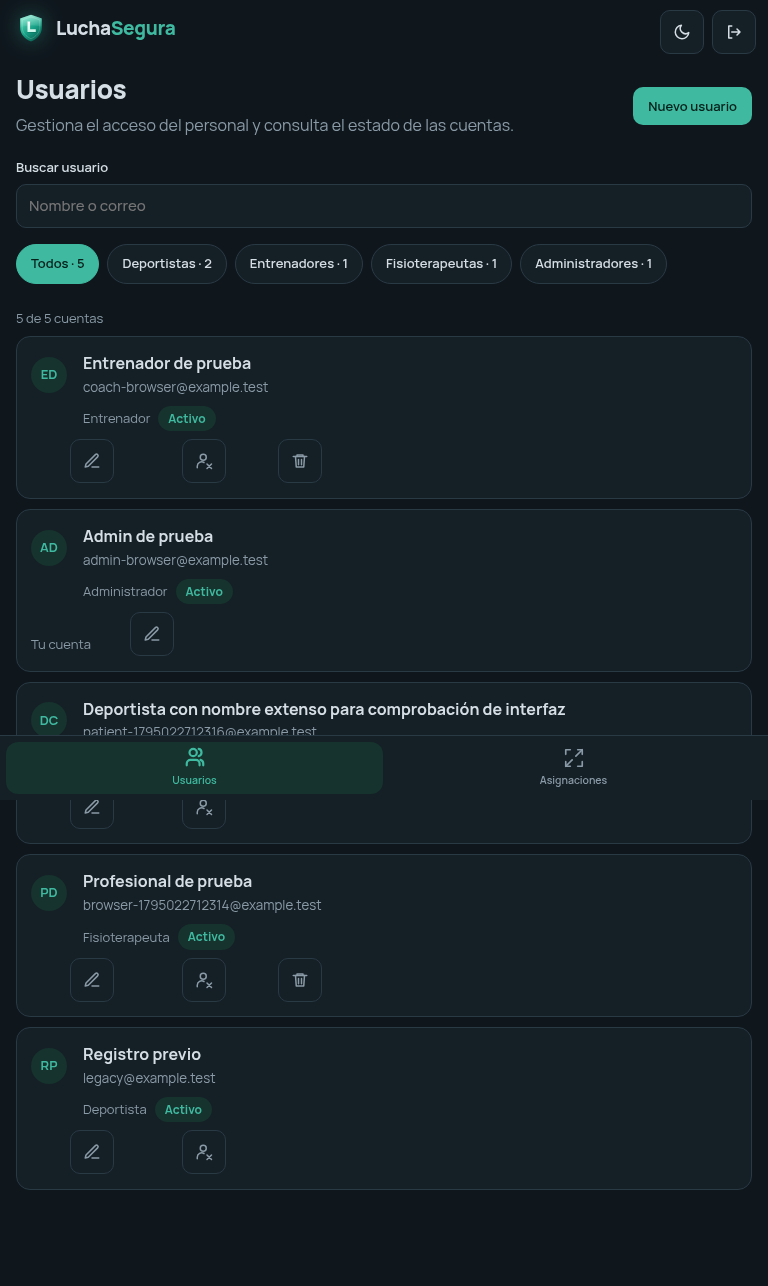 LuchaSegura
Usuarios
Gestiona el acceso del personal y consulta el estado de las cuentas.
Nuevo usuario
Buscar usuario
Nombre o correo
Todos · 5
Deportistas · 2
Entrenadores · 1
Fisioterapeutas · 1
Administradores · 1
5 de 5 cuentas
ED
Entrenador de prueba
coach-browser@example.test
Entrenador
Activo
AD
Admin de prueba
admin-browser@example.test
Administrador
Activo
Tu cuenta
DC
Deportista con nombre extenso para comprobación de interfaz
patient-1795022712316@example.test
Usuarios
Asignaciones
PD
Profesional de prueba
browser-1795022712314@example.test
Fisioterapeuta
Activo
RP
Registro previo
legacy@example.test
Deportista
Activo